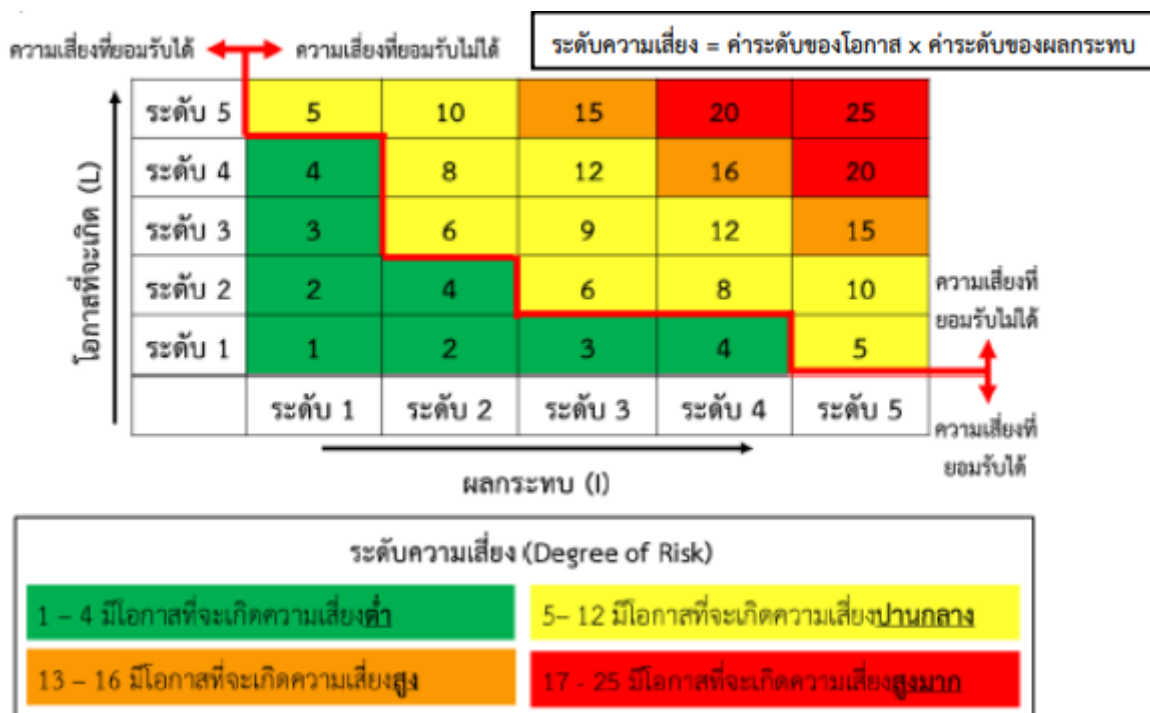 ความเสี่ยงที่ยอมรับได้ ความเสี่ยงที่ยอมรับไม่ได้ ระดับความเสี่ยง = ค่าระดับของโอกาส x ค่าระดับของผลกระทบ
โอกาสที่จะเกิด (L)
ระดับ 5 5 10 15 20 25
ระดับ 4 4 8 12 16 20
ระดับ 3 3 6 9 12 15
ระดับ 2 2 4 6 8 10
ระดับ 1 1 2 3 4 5
ระดับ 1 ระดับ 2 ระดับ 3 ระดับ 4 ระดับ 5
ความเสี่ยงที่
ยอมรับไม่ได้
ความเสี่ยงที่
ยอมรับได้
ผลกระทบ (I)
ระดับความเสี่ยง (Degree of Risk)
1 – 4 มีโอกาสที่จะเกิดความเสี่ยงต่ำ 5– 12 มีโอกาสที่จะเกิดความเสี่ยงปานกลาง
13 – 16 มีโอกาสที่จะเกิดความเสี่ยงสูง 17 - 25 มีโอกาสที่จะเกิดความเสี่ยงสูงมาก